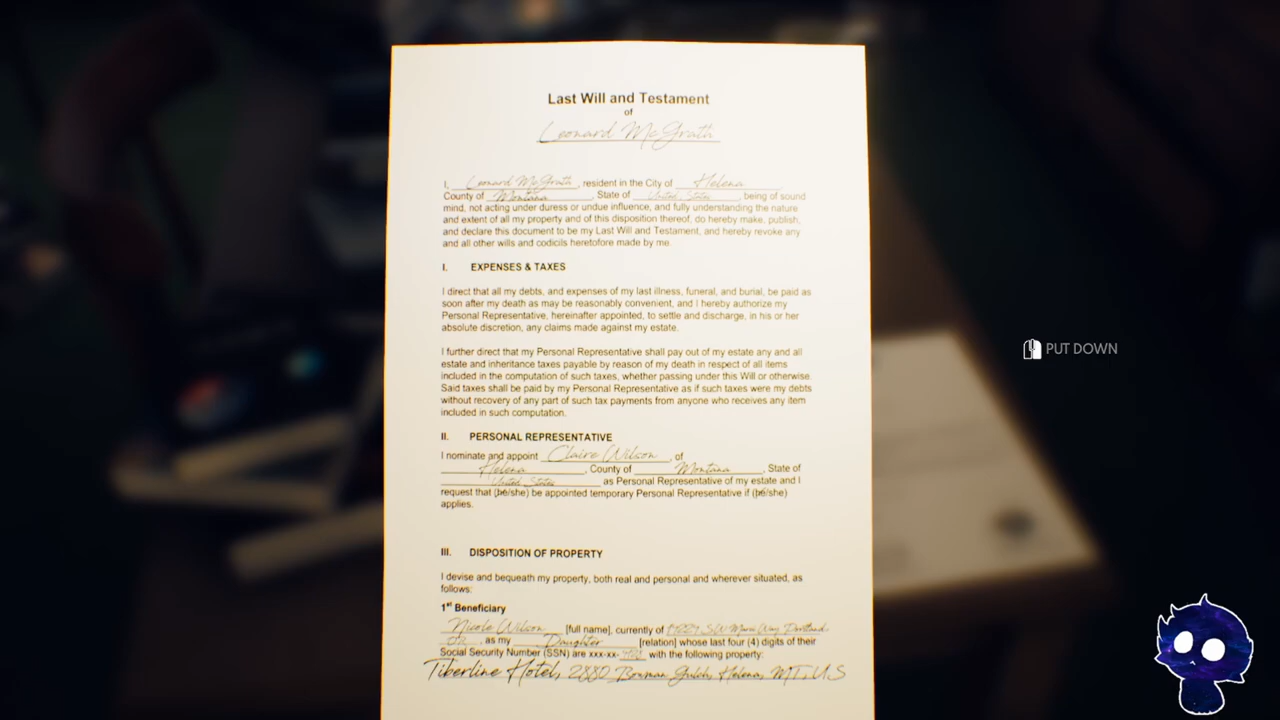 Last Will and Testament
of
Leonard McGrath
I, Leonard McGrath, resident in the City of Helena
County of Montana, State of United States, being of sound
mind, not acting under duress or undue influence, and fully understanding the nature
and extent of all my property and of this disposition thereof, do hereby make, publish,
and declare this document to be my Last Will and Testament, and hereby revoke any
and all other wills and codicils heretofore made by me.
I. EXPENSES & TAXES
I direct that all my debts, and expenses of my last illness, funeral, and burial, be paid as
soon after my death as may be reasonably convenient, and I hereby authorize my
Personal Representative, hereinafter appointed, to settle and discharge, in his or her
absolute discretion, any claims made against my estate.
I further direct that my Personal Representative shall pay out of my estate any and all
estate and inheritance taxes payable by reason of my death in respect of all items
included in the computation of such taxes, whether passing under this Will or otherwise.
Said taxes shall be paid by my Personal Representative as if such taxes were my debts
without recovery of any part of such tax payments from anyone who receives any item
included in such computation.
II. PERSONAL REPRESENTATIVE
I nominate and appoint Claire Wilson, of
Helena, County of Montana, State of
United States as Personal Representative of my estate and I
request that (he/she) be appointed temporary Personal Representative if (he/she)
applies.
PUT DOWN
III. DISPOSITION OF PROPERTY
I devise and bequeath my property, both real and personal and wherever situated, as
follows:
1st Beneficiary
Nicole Wilson [full name], currently of SW Way Portland
, as my Daughter [relation] whose last four (4) digits of their
Social Security Number (SSN) are xxx-xx- with the following property:
Tiberline Hotel, 2880 Bowman Gulch, Helena, MT, US